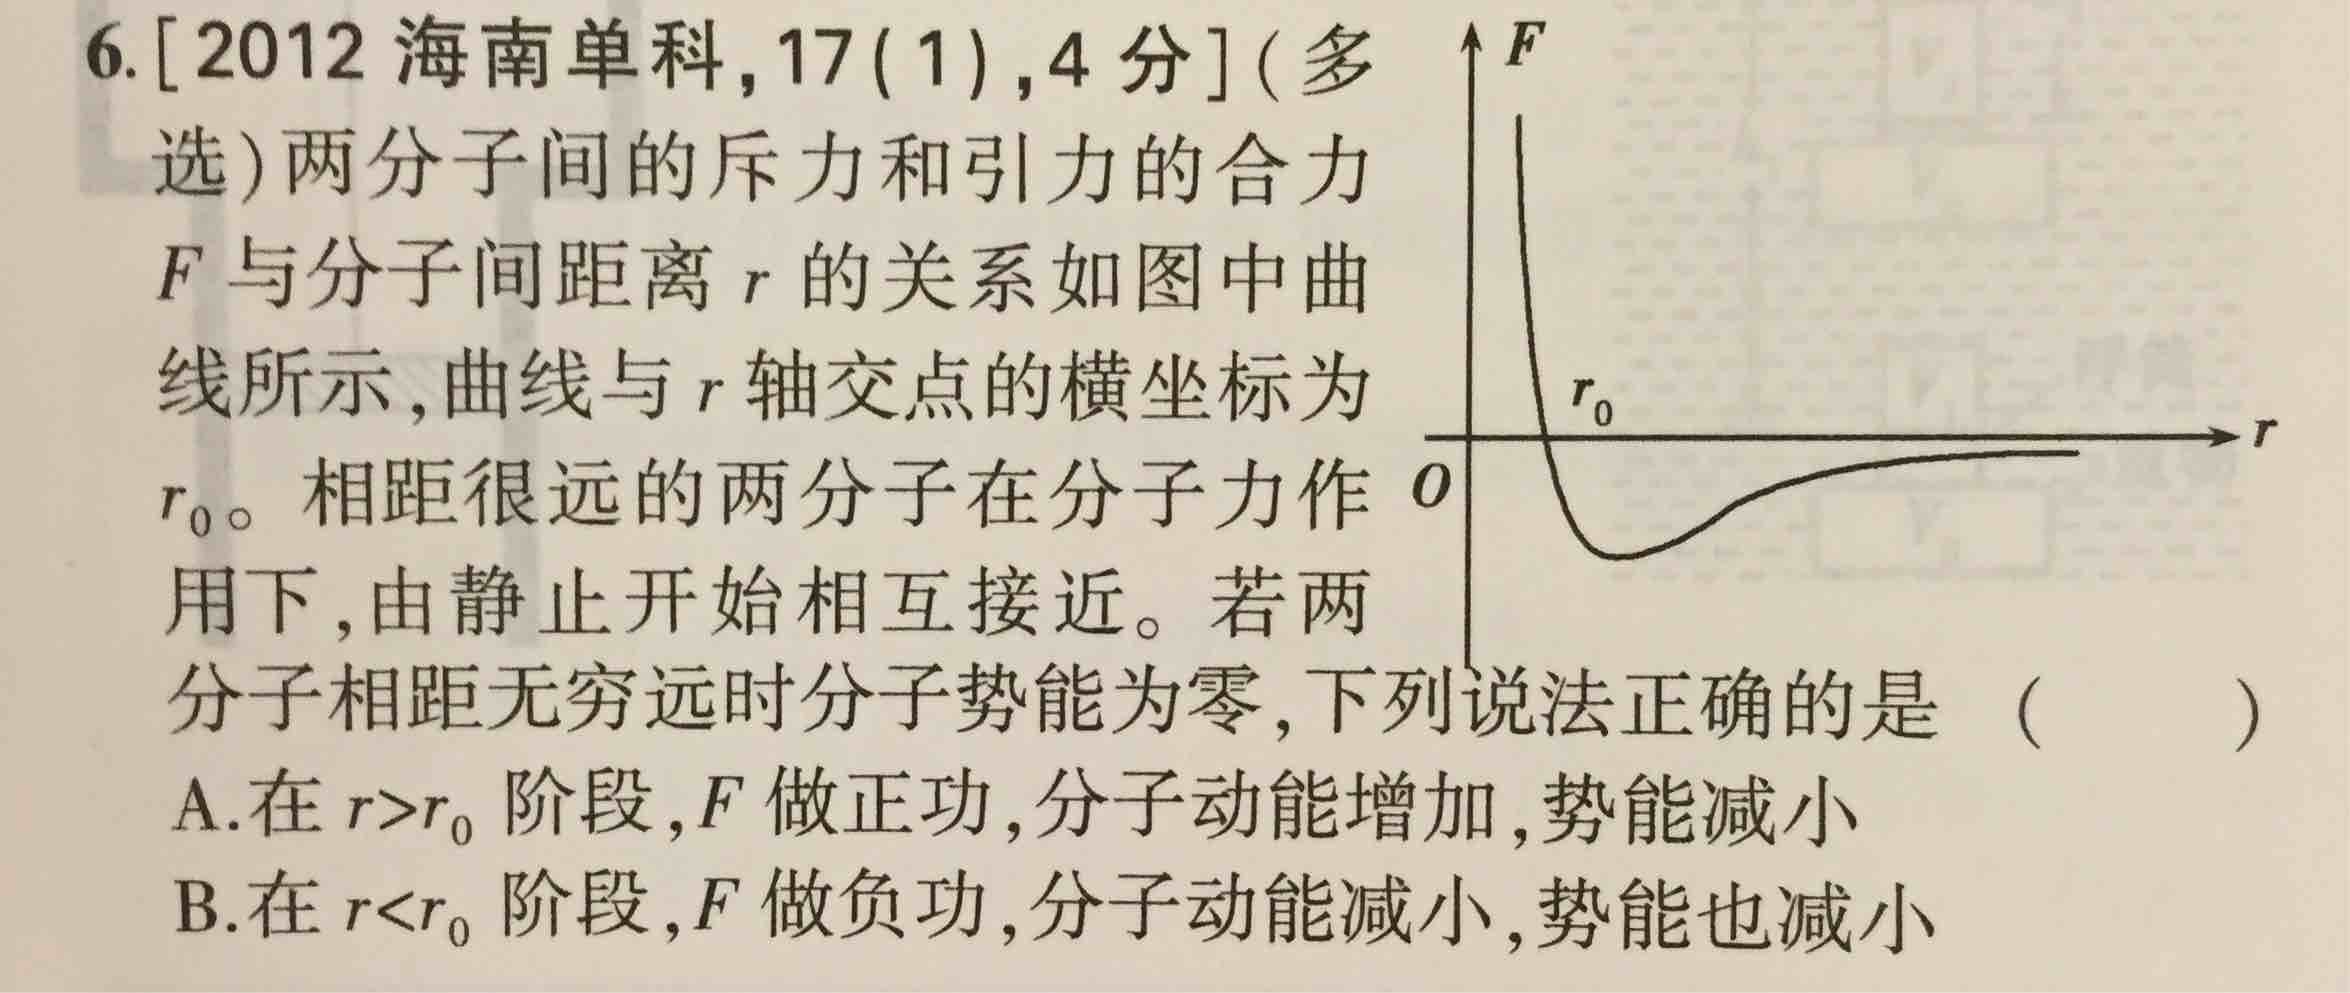 6.[2012 海南单科,17(1),4 分](多
选)两分子间的斥力和引力的合力
F 与分子间距离 r 的关系如图中曲
线所示,曲线与 r 轴交点的横坐标为
r₀。相距很远的两分子在分子力作
用下,由静止开始相互接近。若两
分子相距无穷远时分子势能为零,下列说法正确的是 (  )
A.在 r>r₀ 阶段,F 做正功,分子动能增加,势能减小
B.在 r<r₀ 阶段,F 做负功,分子动能减小,势能也减小
F
r₀
r
O